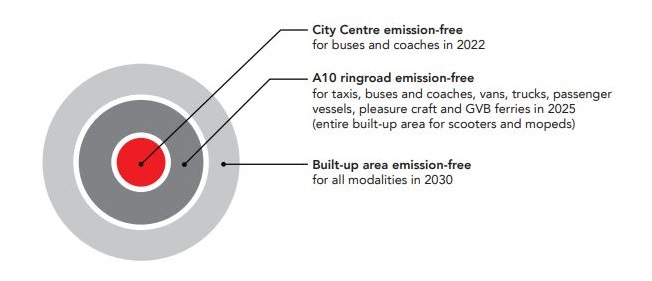 City Centre emission-free
for buses and coaches in 2022
A10 ringroad emission-free
for taxis, buses and coaches, vans, trucks, passenger
vessels, pleasure craft and GVB ferries in 2025
(entire built-up area for scooters and mopeds)
Built-up area emission-free
for all modalities in 2030